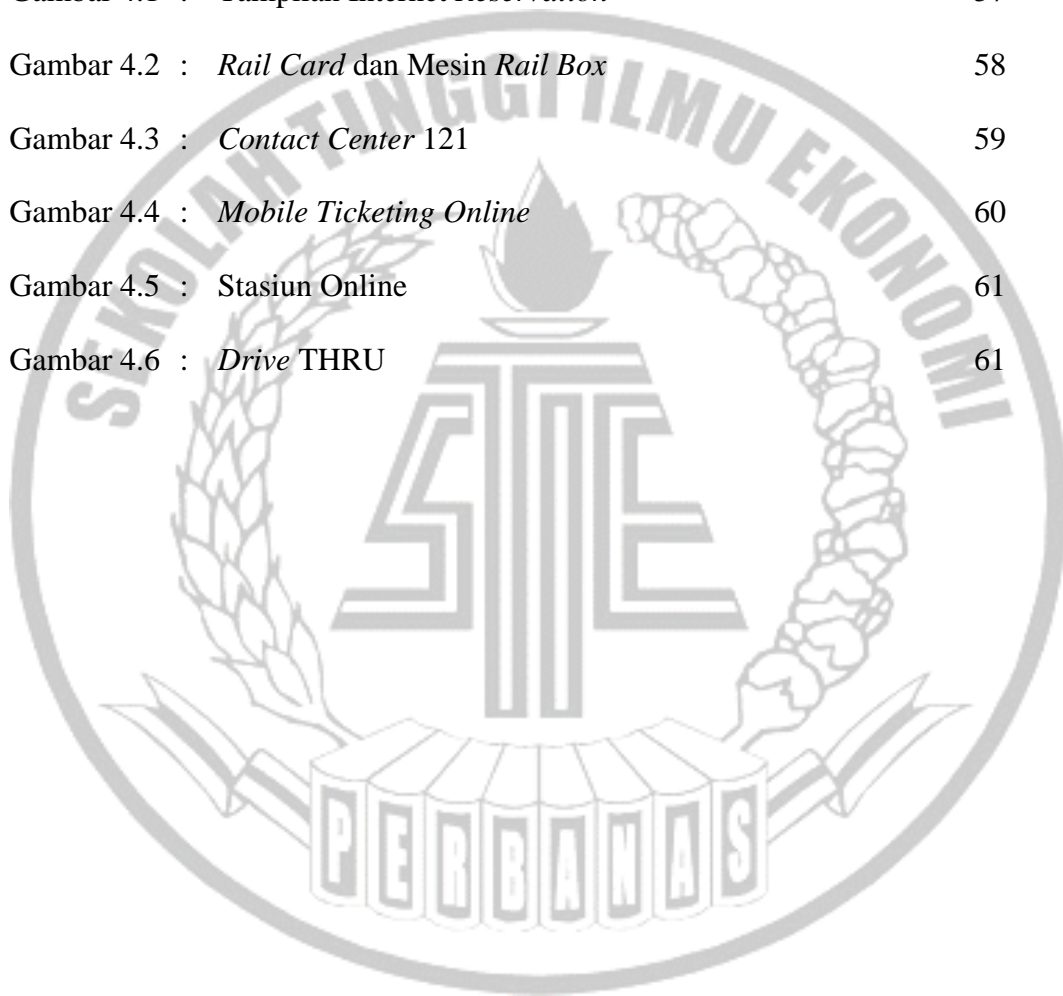 Gambar 4.2 : Rail Card dan Mesin Rail Box 58
Gambar 4.3 : Contact Center 121 59
Gambar 4.4 : Mobile Ticketing Online 60
Gambar 4.5 : Stasiun Online 61
Gambar 4.6 : Drive THRU 61
SEKOLAH TINGGI ILMU EKONOMI
STIE
PERBANAS